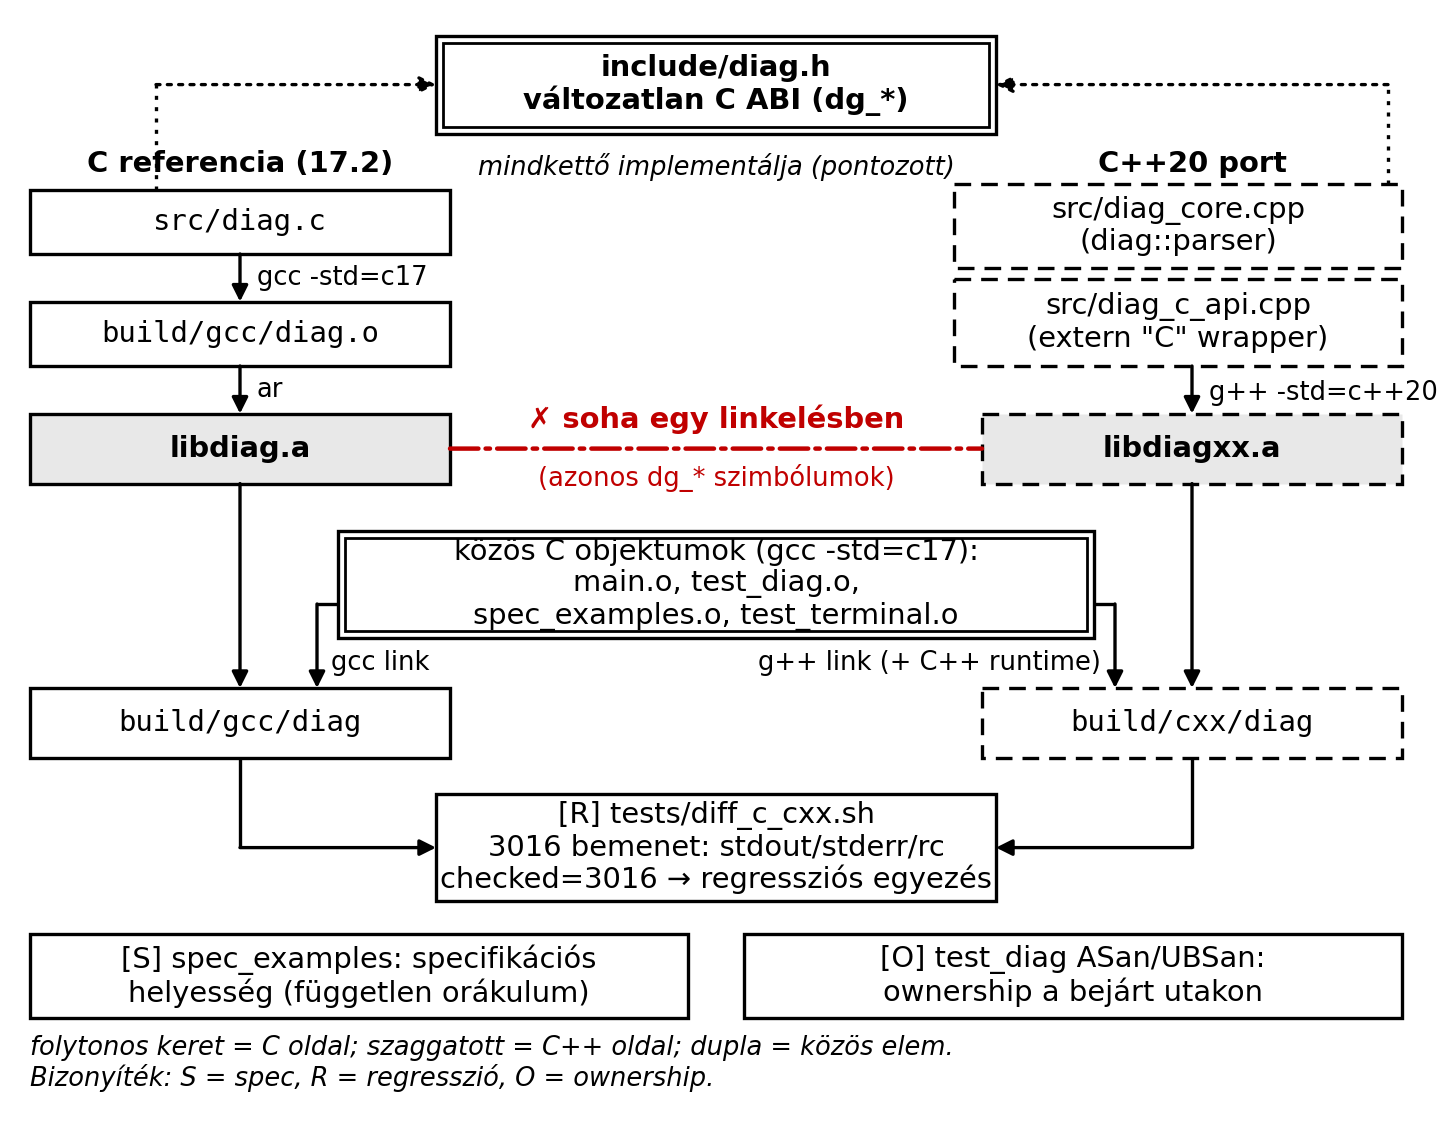 include/diag.h
változatlan C ABI (dg_*)
C referencia (17.2)
mindkettő implementálja (pontozott)
C++20 port
src/diag.c
src/diag_core.cpp
(diag::parser)
gcc -std=c17
build/gcc/diag.o
src/diag_c_api.cpp
(extern "C" wrapper)
ar
g++ -std=c++20
libdiag.a
✗ soha egy linkelésben
(azonos dg_* szimbólumok)
libdiagxx.a
közös C objektumok (gcc -std=c17):
main.o, test_diag.o,
spec_examples.o, test_terminal.o
gcc link
g++ link (+ C++ runtime)
build/gcc/diag
build/cxx/diag
[R] tests/diff_c_cxx.sh
3016 bemenet: stdout/stderr/rc
checked=3016 → regressziós egyezés
[S] spec_examples: specifikációs
helyesség (független orákulum)
[O] test_diag ASan/UBSan:
ownership a bejárt utakon
folytonos keret = C oldal; szaggatott = C++ oldal; dupla = közös elem.
Bizonyíték: S = spec, R = regresszió, O = ownership.